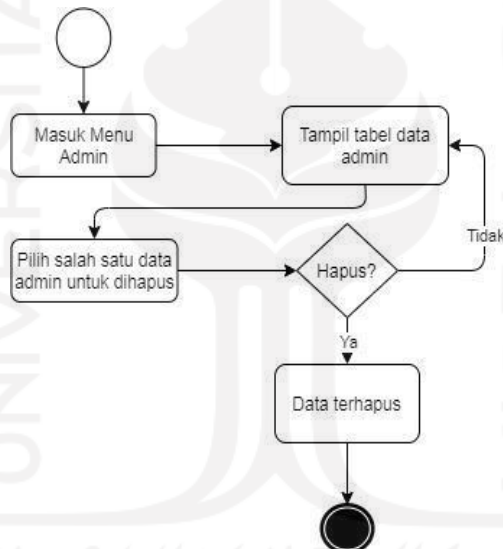 Masuk Menu
Admin
Tampil tabel data
admin
Pilih salah satu data
admin untuk dihapus
Hapus?
Tidak
Ya
Data terhapus